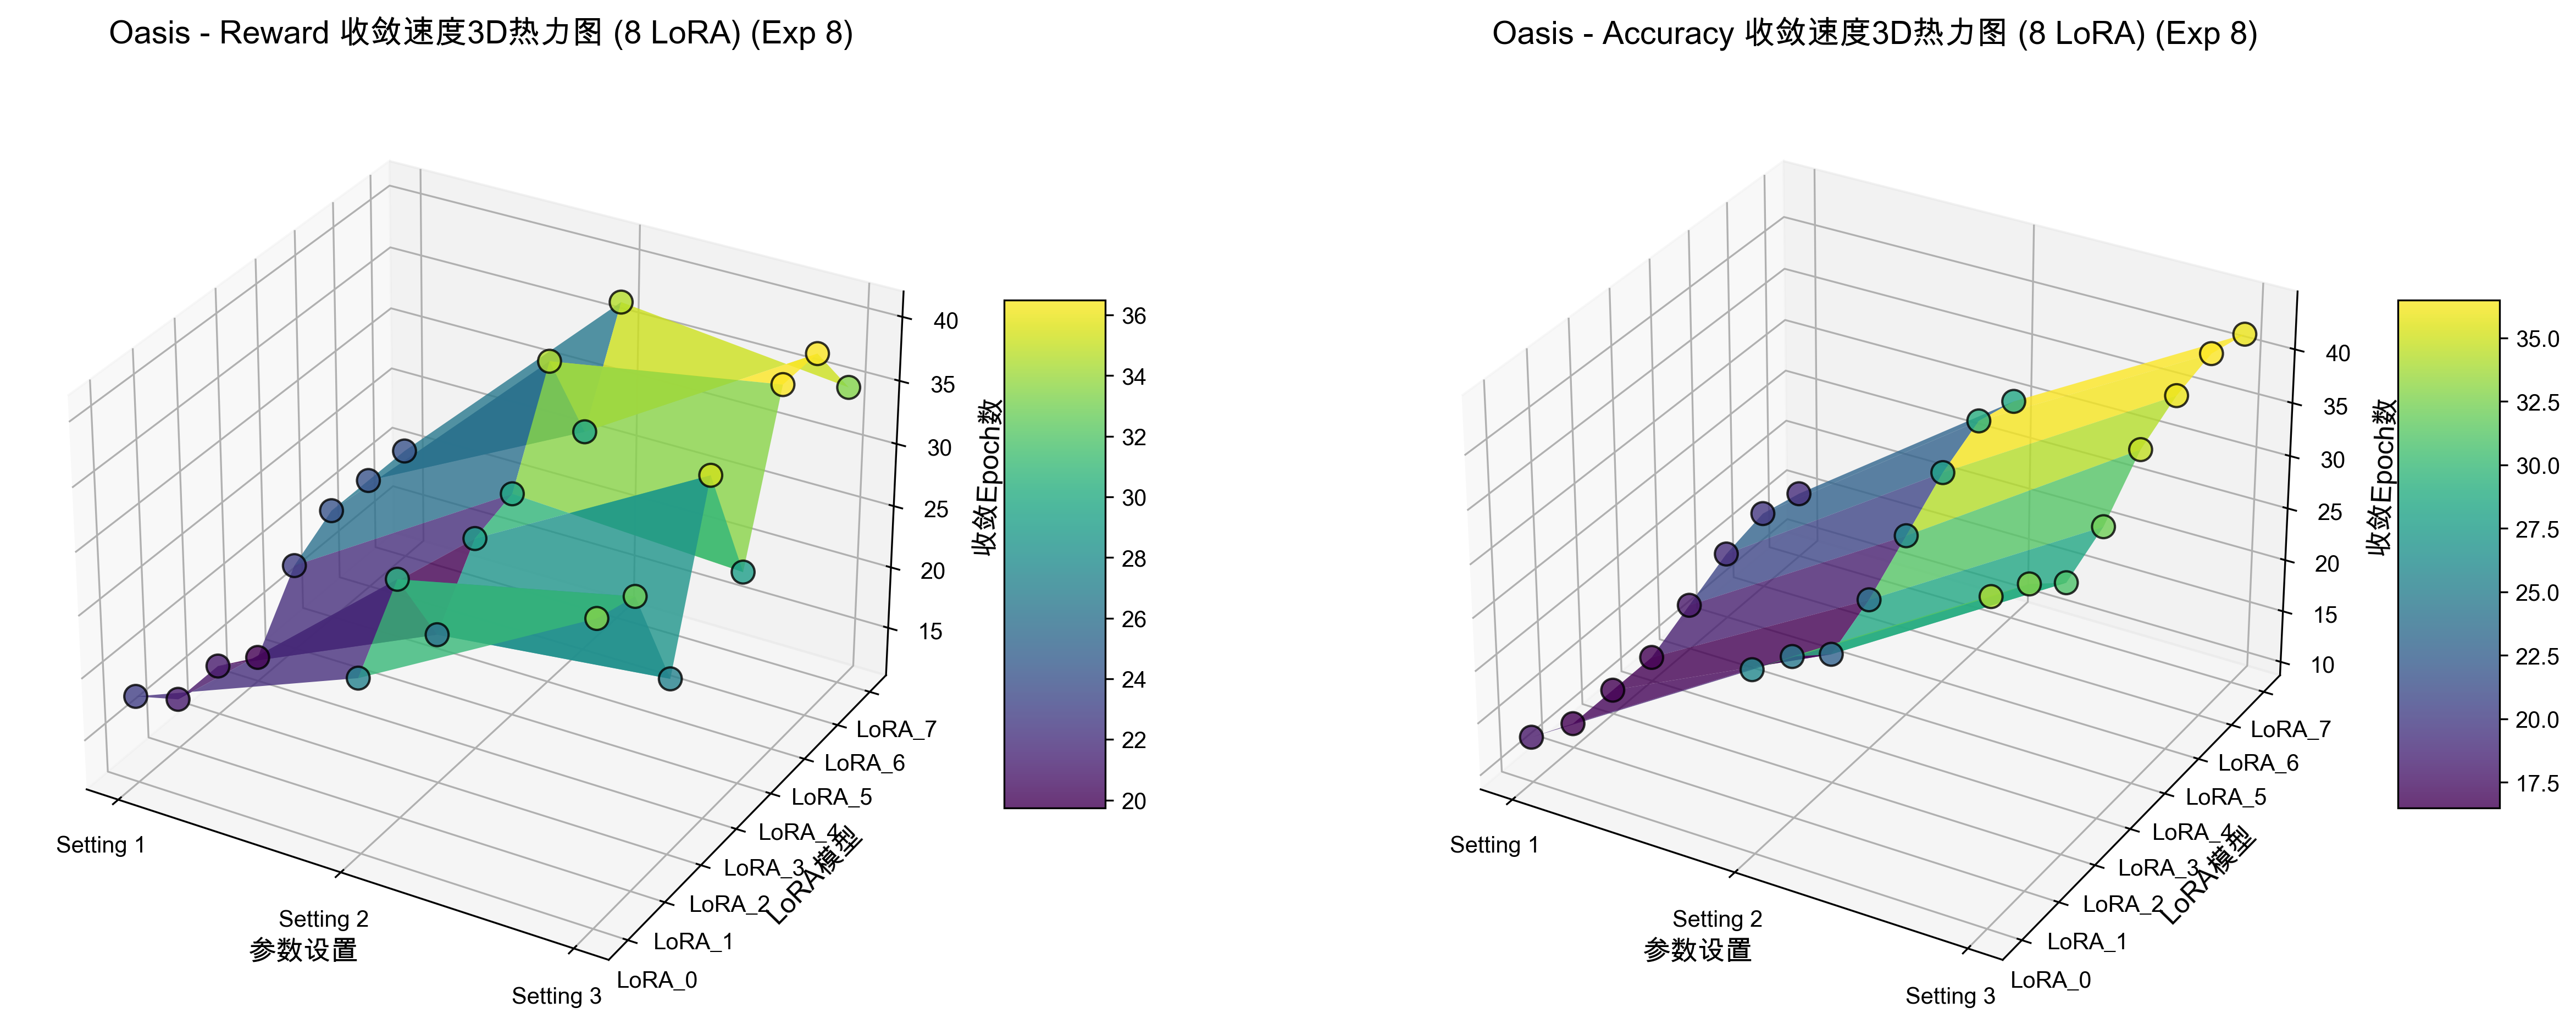 Oasis - Reward 收敛速度3D热力图 (8 LoRA) (Exp 8)
40
35
30
25
20
15
收敛Epoch数
36
34
32
30
28
26
24
22
20
Setting 1
Setting 2
Setting 3
参数设置
LoRA_7
LoRA_6
LoRA_5
LoRA_4
LoRA_3
LoRA_2
LoRA_1
LoRA_0
LoRA模型
Oasis - Accuracy 收敛速度3D热力图 (8 LoRA) (Exp 8)
40
35
30
25
20
15
10
收敛Epoch数
35.0
32.5
30.0
27.5
25.0
22.5
20.0
17.5
Setting 1
Setting 2
Setting 3
参数设置
LoRA_7
LoRA_6
LoRA_5
LoRA_4
LoRA_3
LoRA_2
LoRA_1
LoRA_0
LoRA模型